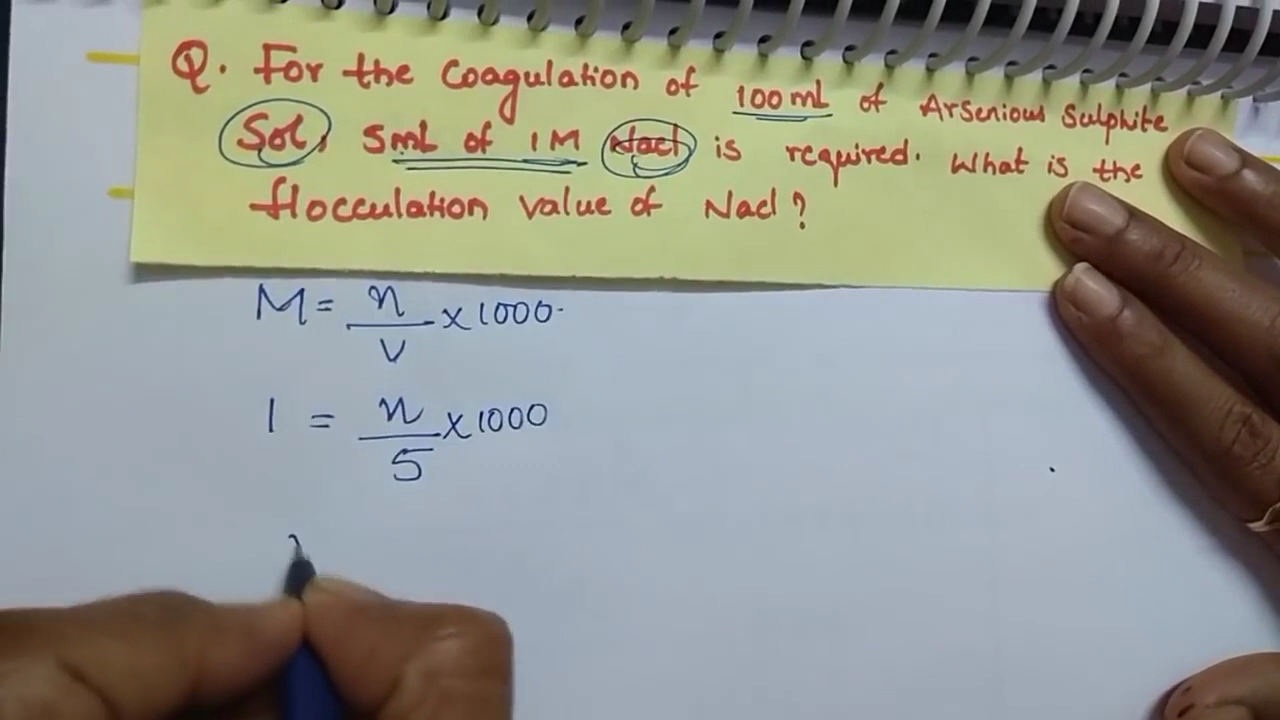 Q. For the Coagulation of 100 ml of Arsenious Sulphite
Sol, 5ml of 1M Nacl is required. What is the
flocculation value of Nacl?
M = n/V × 1000
1 = n/5 × 1000